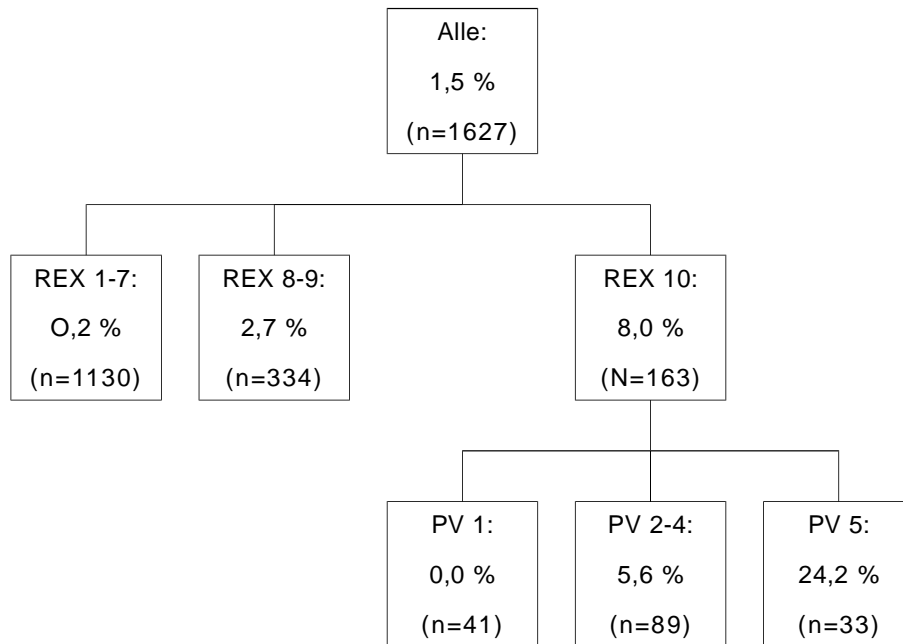 Alle:
1,5 %
(n=1627)
REX 1-7:
O,2 %
(n=1130)
REX 8-9:
2,7 %
(n=334)
REX 10:
8,0 %
(N=163)
PV 1:
0,0 %
(n=41)
PV 2-4:
5,6 %
(n=89)
PV 5:
24,2 %
(n=33)